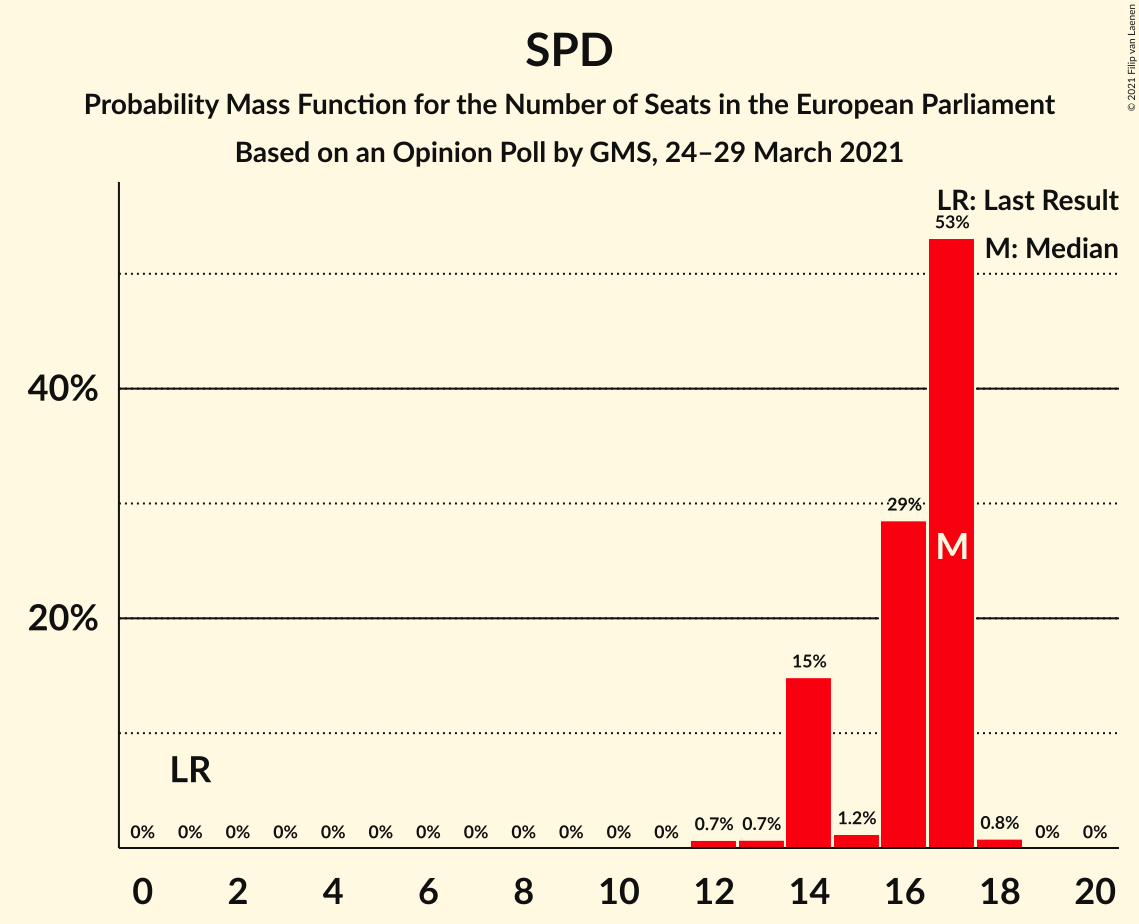 SPD
Probability Mass Function for the Number of Seats in the European Parliament
Based on an Opinion Poll by GMS, 24–29 March 2021
© 2021 Filip van Laenen
LR: Last Result
M: Median
53%
40%
29%
M
20%
15%
LR
0% 0% 0% 0% 0% 0% 0% 0% 0% 0% 0% 0% 0.7% 0.7% 1.2% 0.8% 0% 0%
0 2 4 6 8 10 12 14 16 18 20